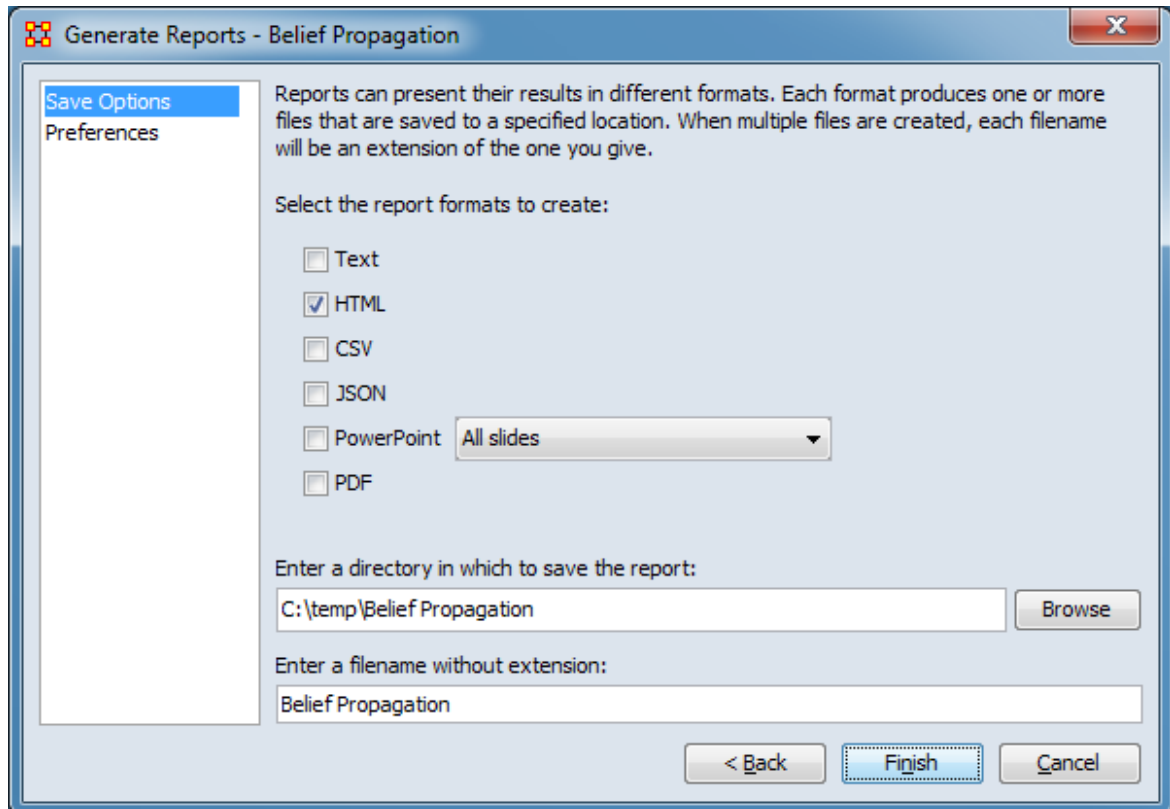 Generate Reports - Belief Propagation
Save Options
Preferences
Reports can present their results in different formats. Each format produces one or more
files that are saved to a specified location. When multiple files are created, each filename
will be an extension of the one you give.
Select the report formats to create:
Text
HTML
CSV
JSON
PowerPoint All slides
PDF
Enter a directory in which to save the report:
C:\temp\Belief Propagation Browse
Enter a filename without extension:
Belief Propagation
< Back Finish Cancel